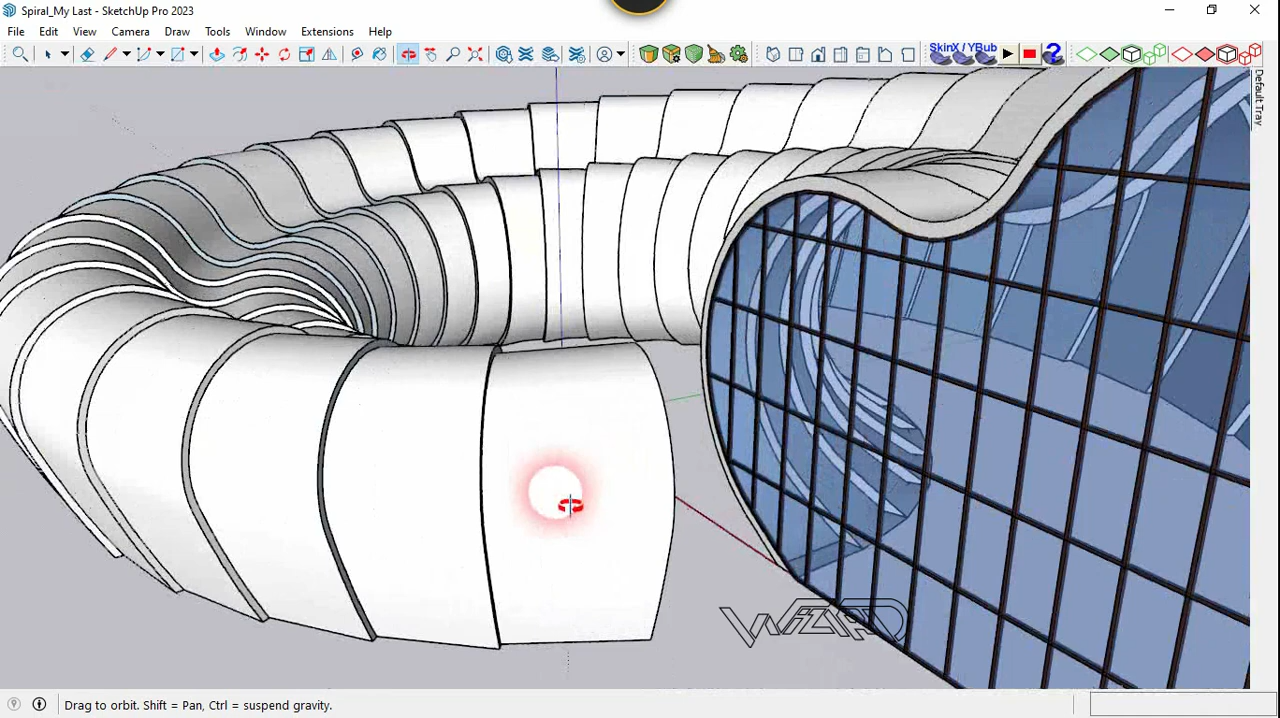 Spiral_My Last - SketchUp Pro 2023
File Edit View Camera Draw Tools Window Extensions Help
SkinX / YBub
Default Tray
WIZARD
Drag to orbit. Shift = Pan, Ctrl = suspend gravity.